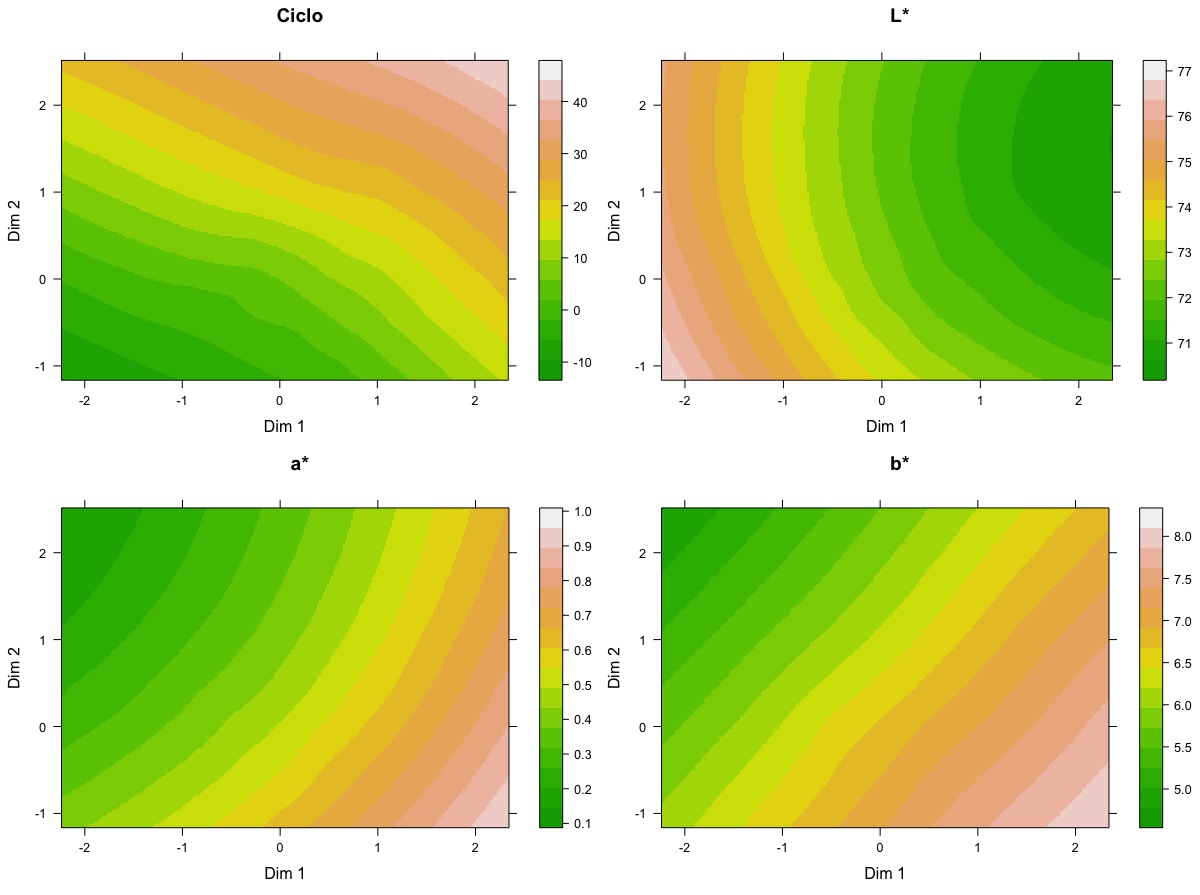 Ciclo
2
1
0
-1
Dim 2
-2 -1 0 1 2
Dim 1
40
30
20
10
0
-10
L*
2
1
0
-1
Dim 2
-2 -1 0 1 2
Dim 1
77
76
75
74
73
72
71
a*
2
1
0
-1
Dim 2
-2 -1 0 1 2
Dim 1
1.0
0.9
0.8
0.7
0.6
0.5
0.4
0.3
0.2
0.1
b*
2
1
0
-1
Dim 2
-2 -1 0 1 2
Dim 1
8.0
7.5
7.0
6.5
6.0
5.5
5.0